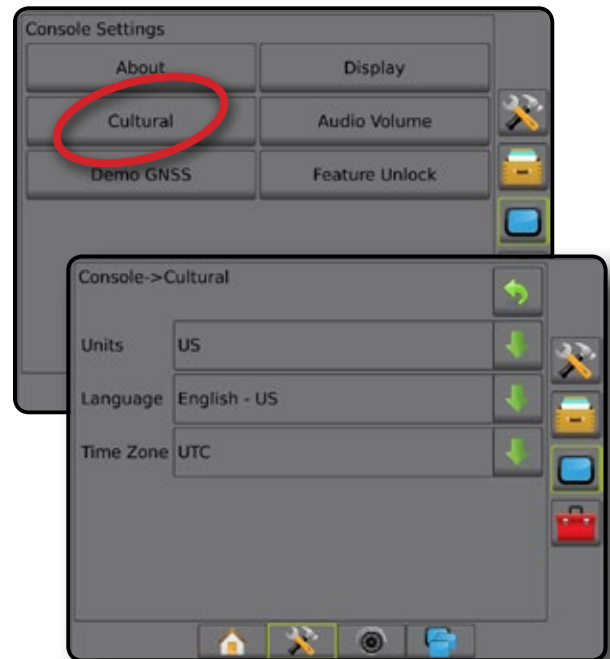 Console Settings
About Display
Cultural Audio Volume
Demo GNSS Feature Unlock
Console->Cultural
Units US
Language English - US
Time Zone UTC